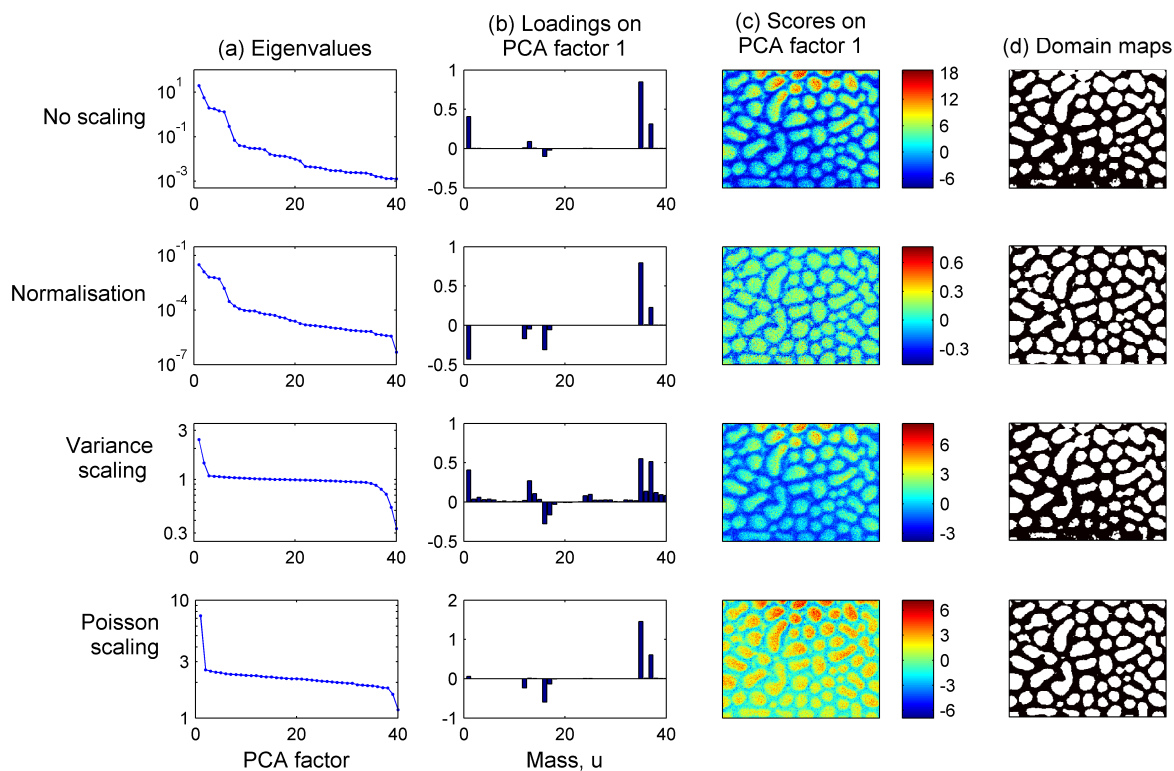 (a) Eigenvalues
(b) Loadings on
PCA factor 1
(c) Scores on
PCA factor 1
(d) Domain maps
No scaling
10^1
10^-1
10^-3
0 20 40
1
0.5
0
-0.5
0 20 40
18
12
6
0
-6
Normalisation
10^-1
10^-4
10^-7
0 20 40
1
0.5
0
-0.5
0 20 40
0.6
0.3
0
-0.3
Variance
scaling
3
1
0.3
0 20 40
1
0.5
0
-0.5
0 20 40
6
3
0
-3
Poisson
scaling
10
3
1
0 20 40
PCA factor
2
1
0
-1
0 20 40
Mass, u
6
3
0
-3
-6